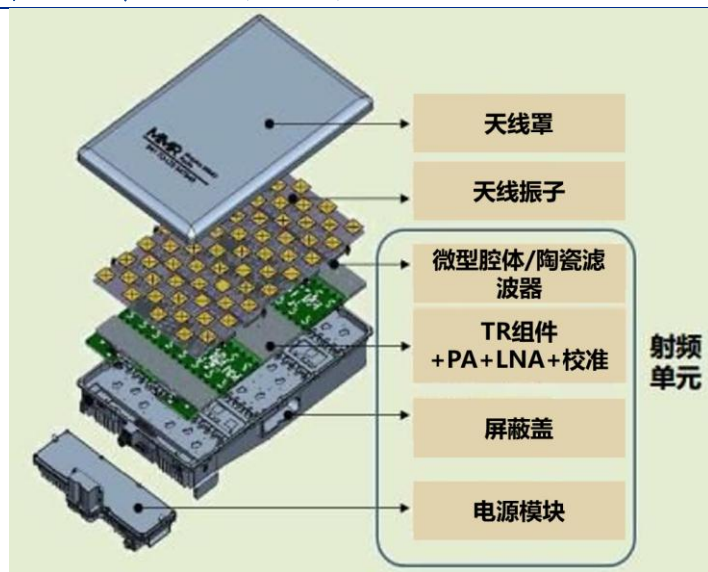 天线罩
MMR
天线振子
微型腔体/陶瓷滤
波器
TR组件
+PA+LNA+校准
射频
单元
屏蔽盖
电源模块